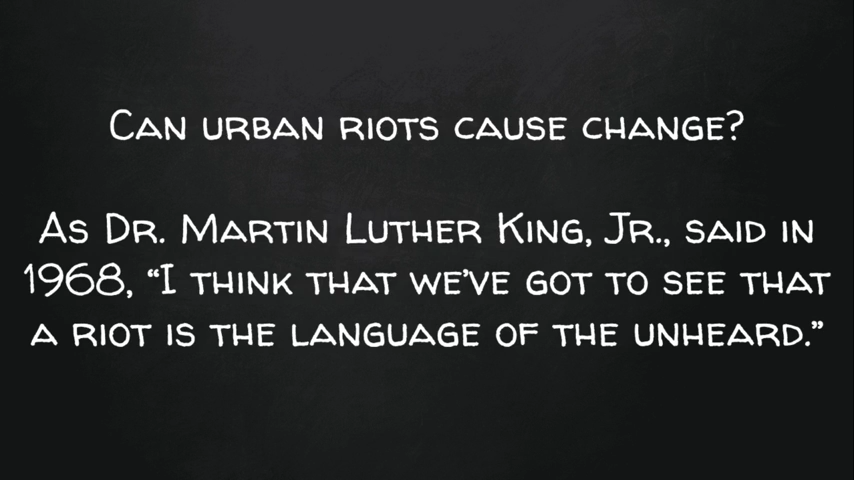 Can urban riots cause change?
As Dr. Martin Luther King, Jr., said in
1968, “I think that we’ve got to see that
a riot is the language of the unheard.”